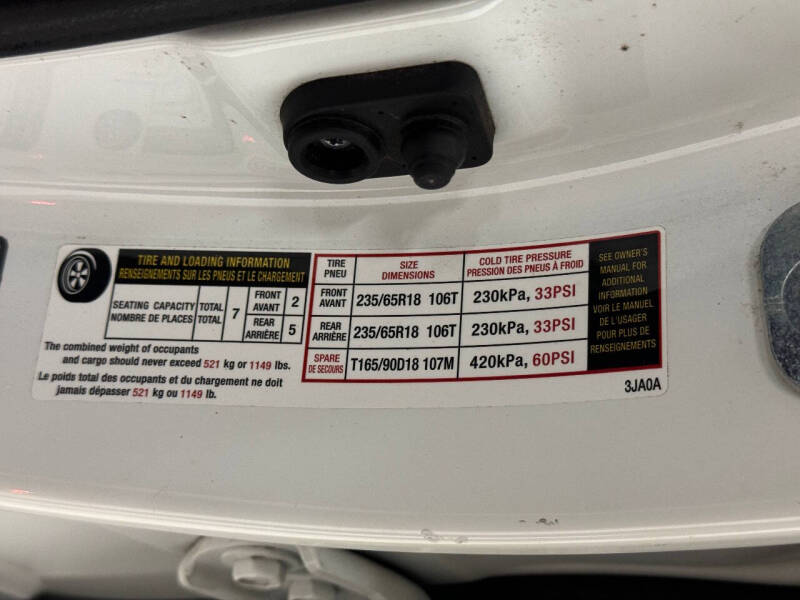 TIRE AND LOADING INFORMATION
RENSEIGNEMENTS SUR LES PNEUS ET LE CHARGEMENT
SEATING CAPACITY TOTAL 7 FRONT 2
NOMBRE DE PLACES TOTAL AVANT
REAR 5
ARRIÈRE
The combined weight of occupants
and cargo should never exceed 521 kg or 1149 lbs.
Le poids total des occupants et du chargement ne doit
jamais dépasser 521 kg ou 1149 lb.
TIRE SIZE COLD TIRE PRESSURE
PNEU DIMENSIONS PRESSION DES PNEUS À FROID
FRONT 235/65R18 106T 230kPa, 33PSI
AVANT
REAR 235/65R18 106T 230kPa, 33PSI
ARRIÈRE
SPARE T165/90D18 107M 420kPa, 60PSI
DE SECOURS
SEE OWNER'S
MANUAL FOR
ADDITIONAL
INFORMATION
VOIR LE MANUEL
DE L'USAGER
POUR PLUS DE
RENSEIGNEMENTS
3JA0A